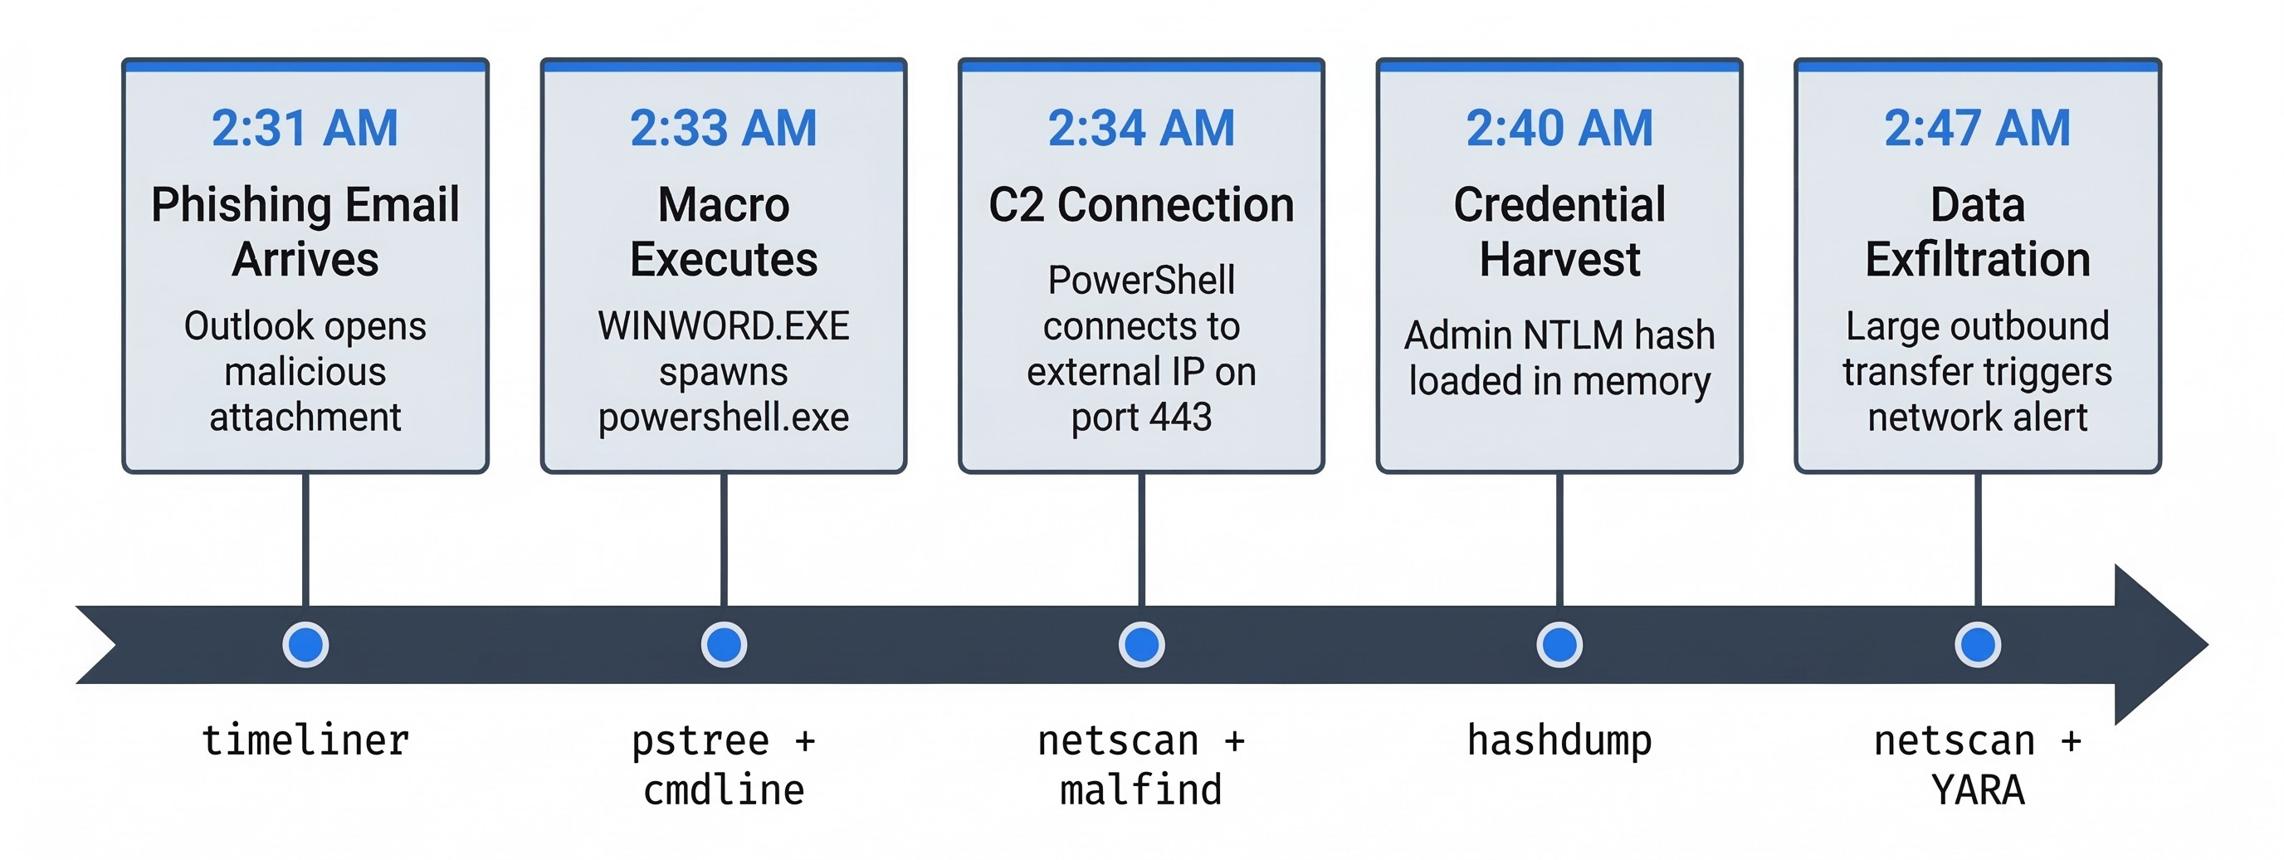 2:31 AM
Phishing Email
Arrives
Outlook opens
malicious
attachment
2:33 AM
Macro
Executes
WINWORD.EXE
spawns
powershell.exe
2:34 AM
C2 Connection
PowerShell
connects to
external IP on
port 443
2:40 AM
Credential
Harvest
Admin NTLM hash
loaded in memory
2:47 AM
Data
Exfiltration
Large outbound
transfer triggers
network alert
timeliner
pstree +
cmdline
netscan +
malfind
hashdump
netscan +
YARA